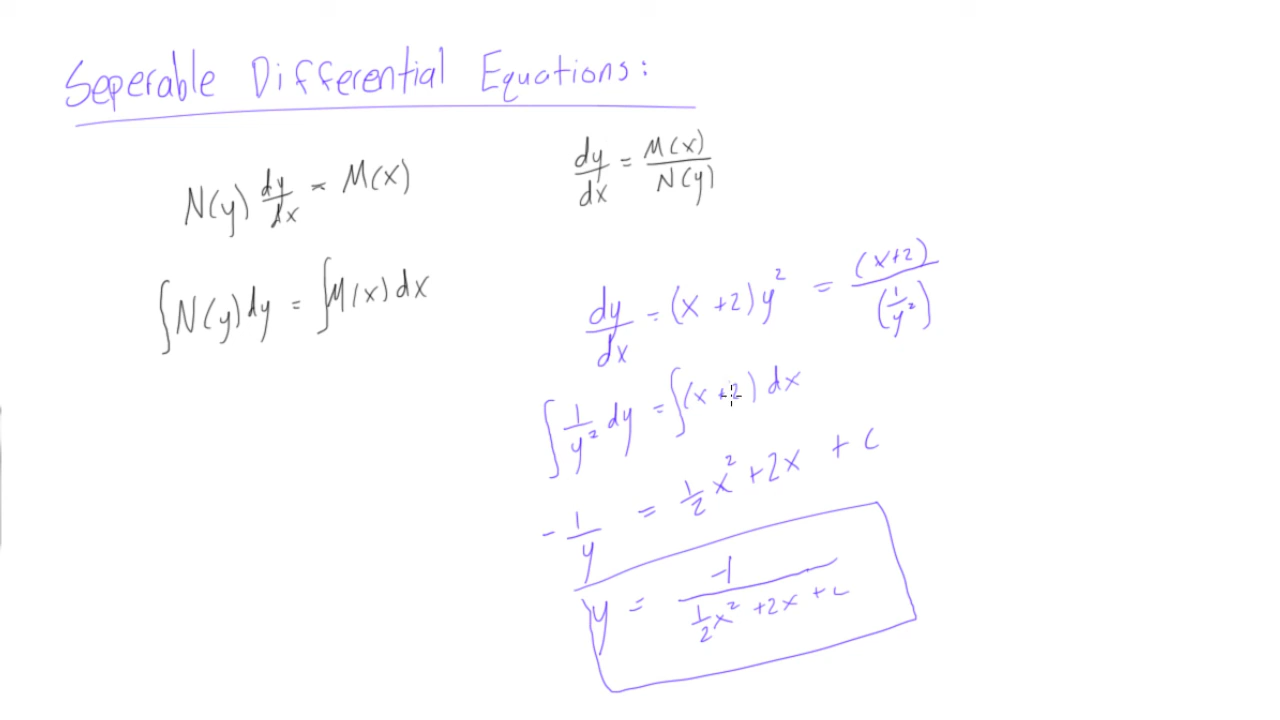 Seperable Differential Equations:
N(y) dy/dx = M(x)
∫N(y)dy = ∫M(x)dx
dy/dx = M(x)/N(y)
dy/dx = (x+2)y² = (x+2)/(1/y²)
∫1/y² dy = ∫(x+2) dx
-1/y = 1/2x² + 2x + c
y = -1/(1/2x² + 2x + c)